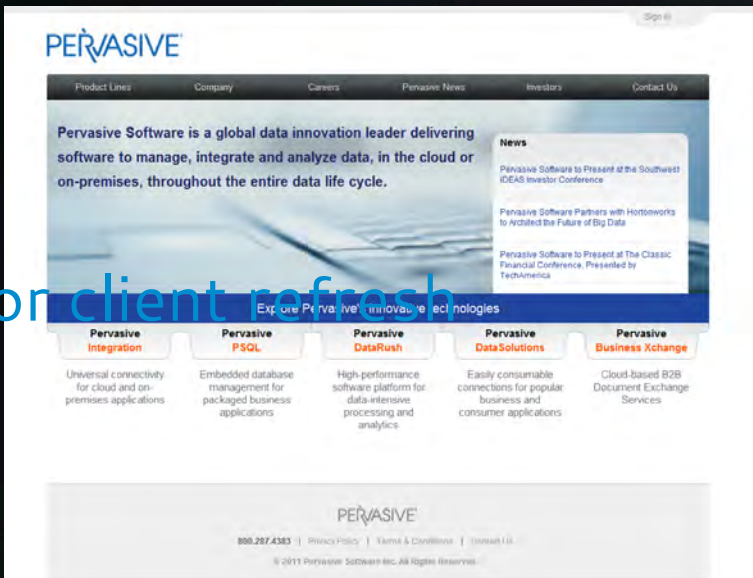 Sign in
PERVASIVE
Product Lines Company Careers Pervasive News Investors Contact Us
Pervasive Software is a global data innovation leader delivering
software to manage, integrate and analyze data, in the cloud or
on-premises, throughout the entire data life cycle.
News
Pervasive Software to Present at the Southwest
IDEAS Investor Conference
Pervasive Software Partners with Hortonworks
to Architect the Future of Big Data
Pervasive Software to Present at The Classic
Financial Conference, Presented by
TechAmerica
or client refresh
Explore Pervasive's innovative technologies
Pervasive
Integration
Universal connectivity
for cloud and on-
premises applications
Pervasive
PSQL
Embedded database
management for
packaged business
applications
Pervasive
DataRush
High-performance
software platform for
data-intensive
processing and
analytics
Pervasive
DataSolutions
Easily consumable
connections for popular
business and
consumer applications
Pervasive
Business Xchange
Cloud-based B2B
Document Exchange
Services
PERVASIVE
800.287.4383 | Privacy Policy | Terms & Conditions | Contact Us
© 2011 Pervasive Software Inc. All Rights Reserved.